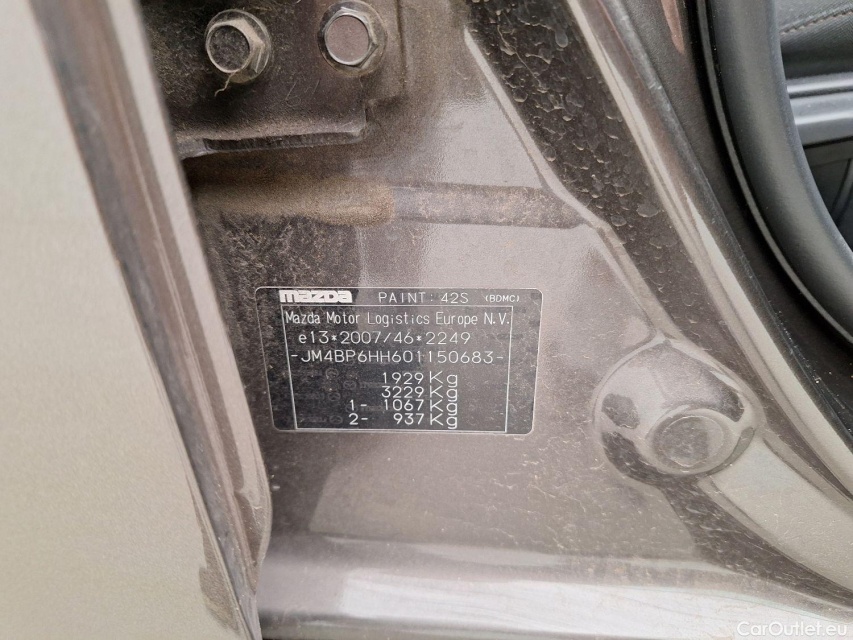 mazda PAINT: 42S (BDMC)
Mazda Motor Logistics Europe N.V.
e13*2007/46*2249
-JM4BP6HH601150683-
1929 Kg
3229 Kg
1- 1067 Kg
2- 937 Kg
CarOutlet.eu